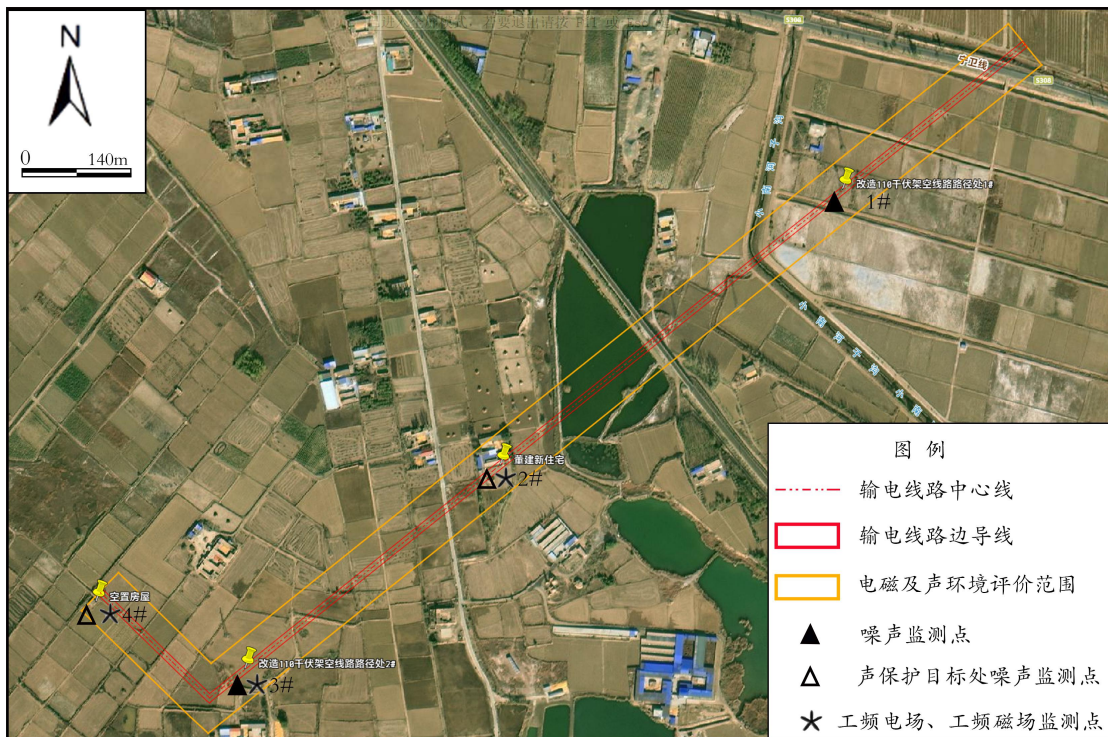 N
0 140m
S308
宁卫线
S308
改造110千伏架空线路路径处1#
1#
董建新住宅
2#
空置房屋
4#
改造110千伏架空线路路径处2#
3#
图 例
输电线路中心线
输电线路边导线
电磁及声环境评价范围
噪声监测点
声保护目标处噪声监测点
工频电场、工频磁场监测点